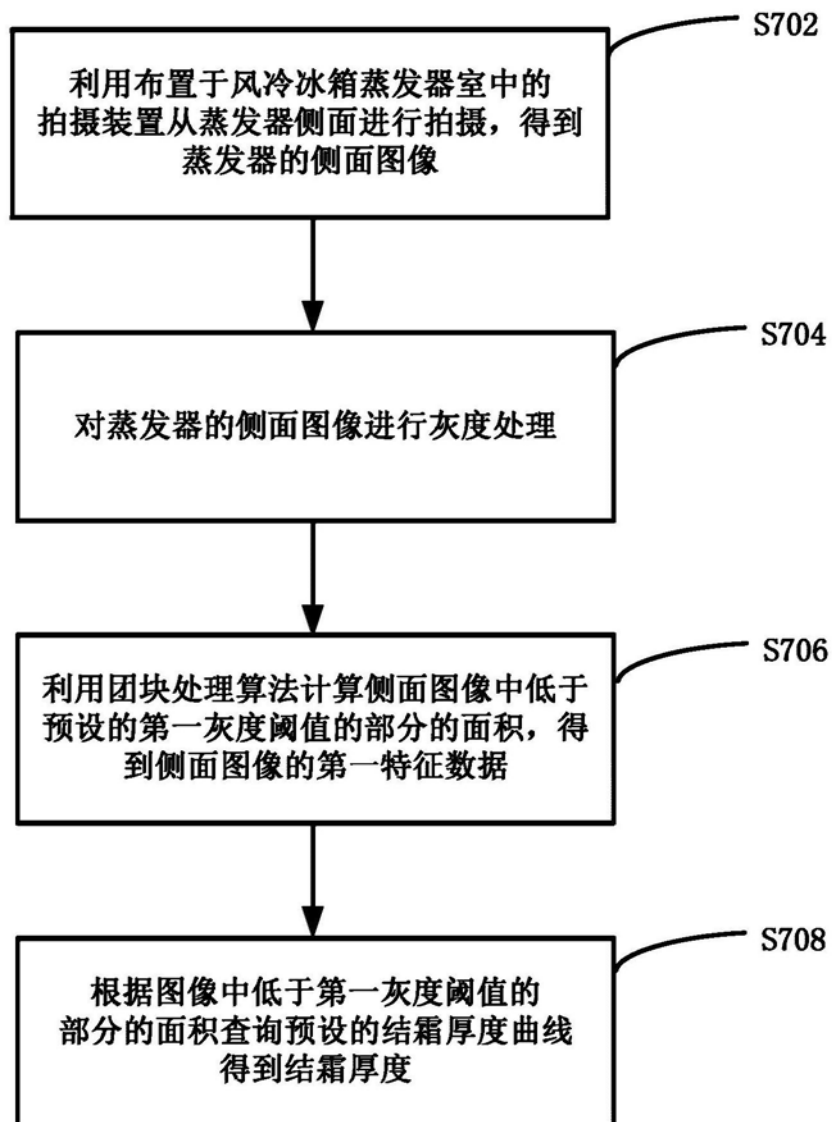 S702
利用布置于风冷冰箱蒸发器室中的
拍摄装置从蒸发器侧面进行拍摄，得到
蒸发器的侧面图像
S704
对蒸发器的侧面图像进行灰度处理
S706
利用团块处理算法计算侧面图像中低于
预设的第一灰度阈值的部分的面积，得
到侧面图像的第一特征数据
S708
根据图像中低于第一灰度阈值的
部分的面积查询预设的结霜厚度曲线
得到结霜厚度